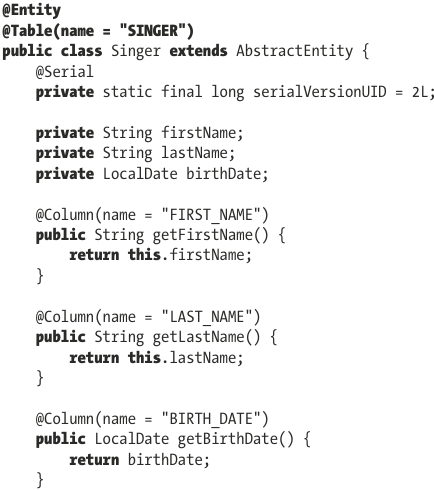 @Entity
@Table(name = "SINGER")
public class Singer extends AbstractEntity {
    @Serial
    private static final long serialVersionUID = 2L;

    private String firstName;
    private String lastName;
    private LocalDate birthDate;

    @Column(name = "FIRST_NAME")
    public String getFirstName() {
        return this.firstName;
    }

    @Column(name = "LAST_NAME")
    public String getLastName() {
        return this.lastName;
    }

    @Column(name = "BIRTH_DATE")
    public LocalDate getBirthDate() {
        return birthDate;
    }